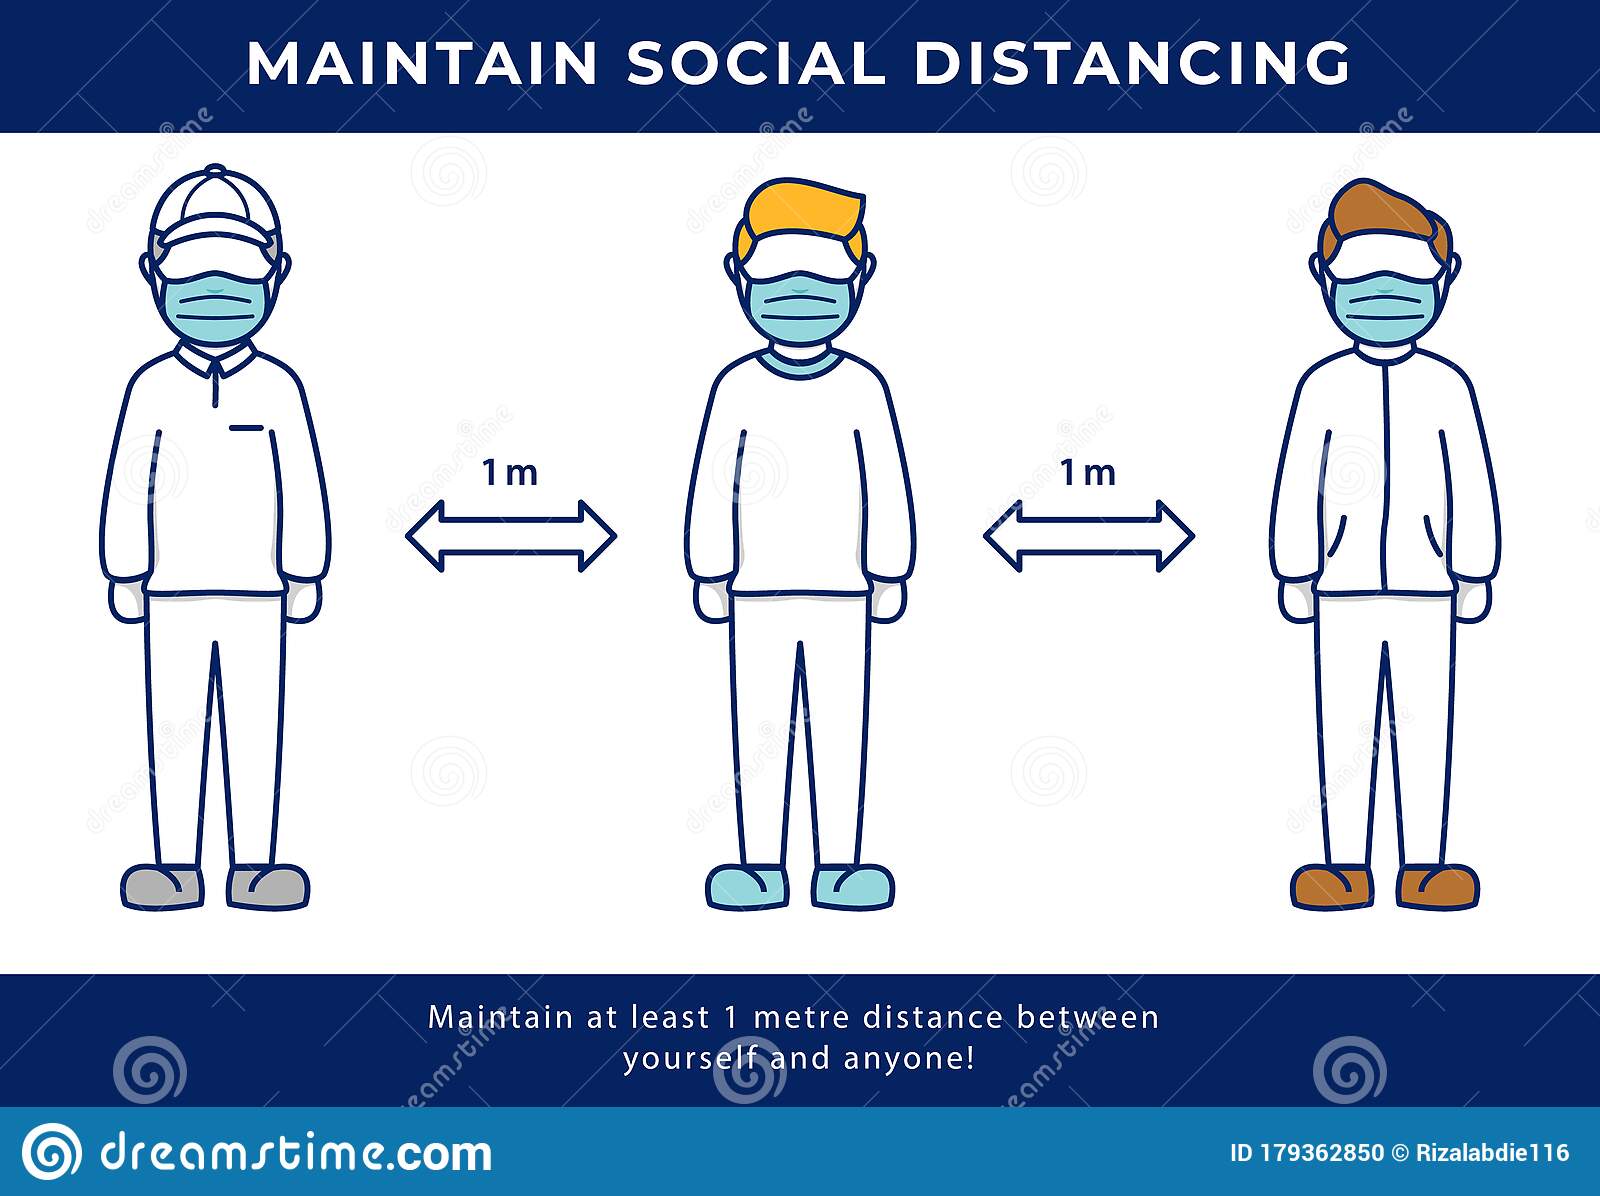 MAINTAIN SOCIAL DISTANCING
1m
1m
Maintain at least 1 metre distance between
yourself and anyone!
dreamstime.com
ID 179362850 © Rizalabdie116